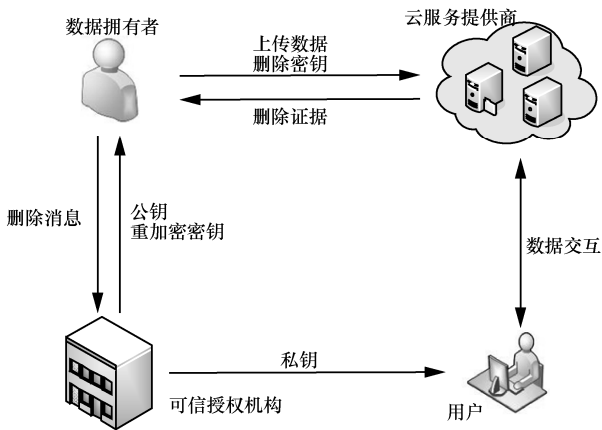 数据拥有者
云服务提供商
上传数据
删除密钥
删除证据
删除消息
公钥
重加密密钥
数据交互
私钥
可信授权机构
用户